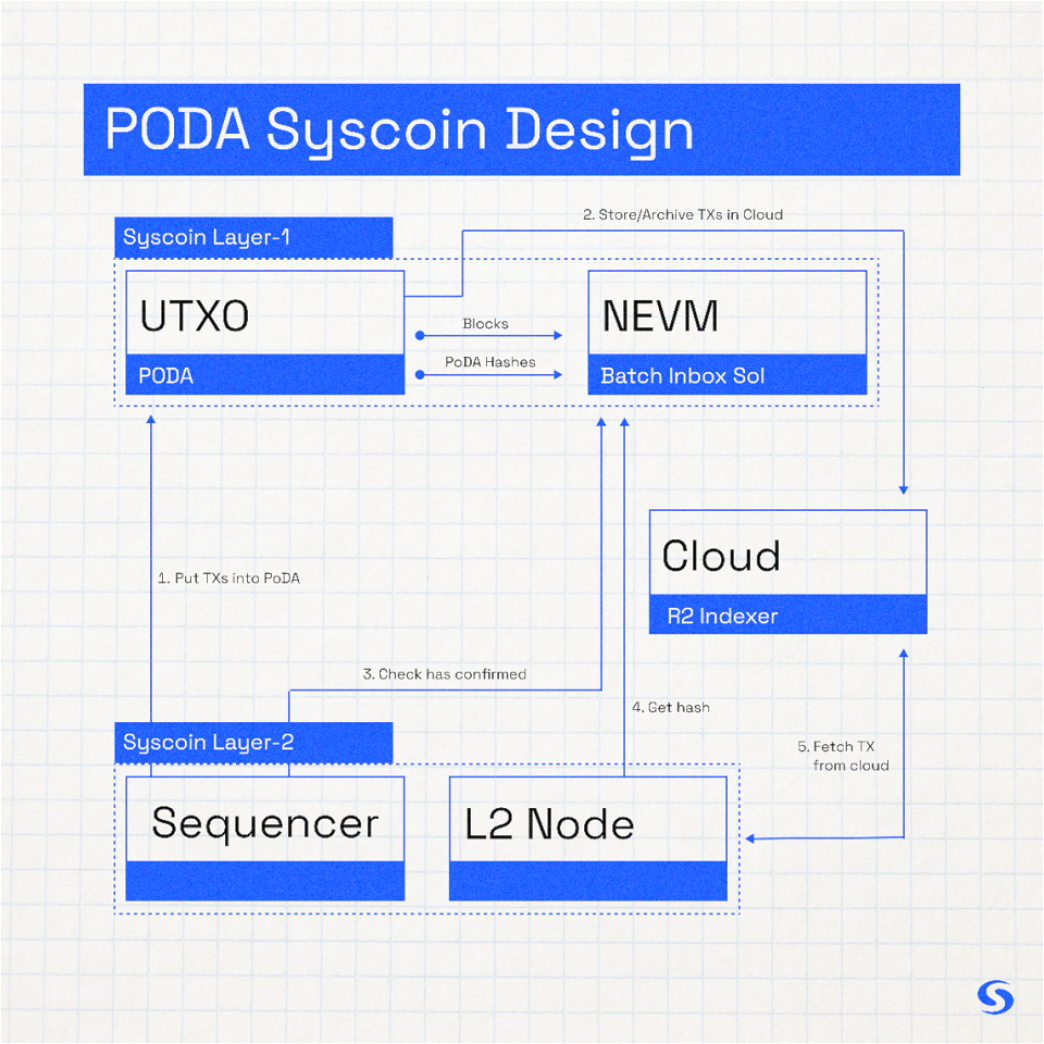 PODA Syscoin Design
2. Store/Archive TXs in Cloud
Syscoin Layer-1
UTXO
PODA
Blocks
PoDA Hashes
NEVM
Batch Inbox Sol
Cloud
R2 Indexer
1. Put TXs into PoDA
3. Check has confirmed
4. Get hash
5. Fetch TX
from cloud
Syscoin Layer-2
Sequencer
L2 Node